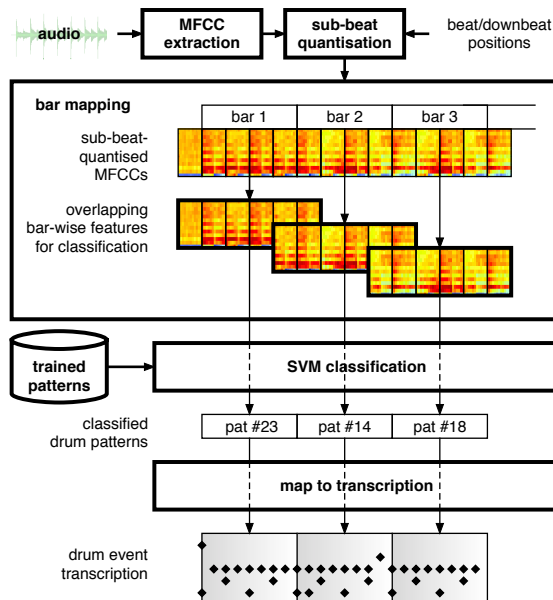 audio
MFCC
extraction
sub-beat
quantisation
beat/downbeat
positions
bar mapping
bar 1
bar 2
bar 3
sub-beat-
quantised
MFCCs
overlapping
bar-wise features
for classification
trained
patterns
SVM classification
classified
drum patterns
pat #23
pat #14
pat #18
map to transcription
drum event
transcription